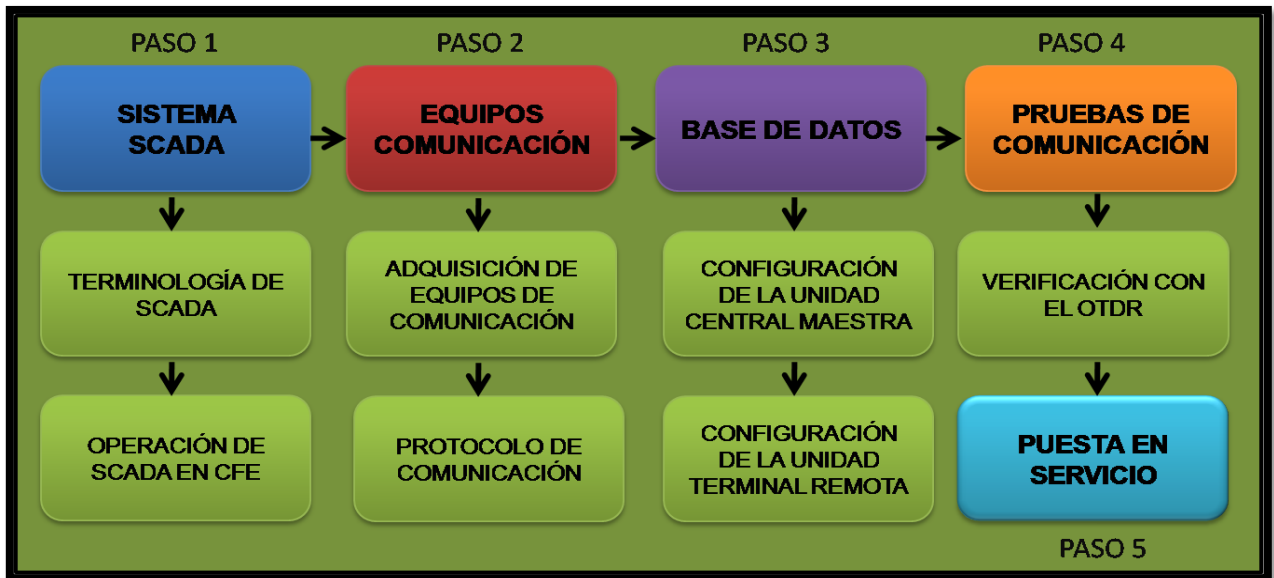 PASO 1
SISTEMA
SCADA
TERMINOLOGÍA DE
SCADA
OPERACIÓN DE
SCADA EN CFE
PASO 2
EQUIPOS
COMUNICACIÓN
ADQUISICIÓN DE
EQUIPOS DE
COMUNICACIÓN
PROTOCOLO DE
COMUNICACIÓN
PASO 3
BASE DE DATOS
CONFIGURACIÓN
DE LA UNIDAD
CENTRAL MAESTRA
CONFIGURACIÓN
DE LA UNIDAD
TERMINAL REMOTA
PASO 4
PRUEBAS DE
COMUNICACIÓN
VERIFICACIÓN CON
EL OTDR
PUESTA EN
SERVICIO
PASO 5